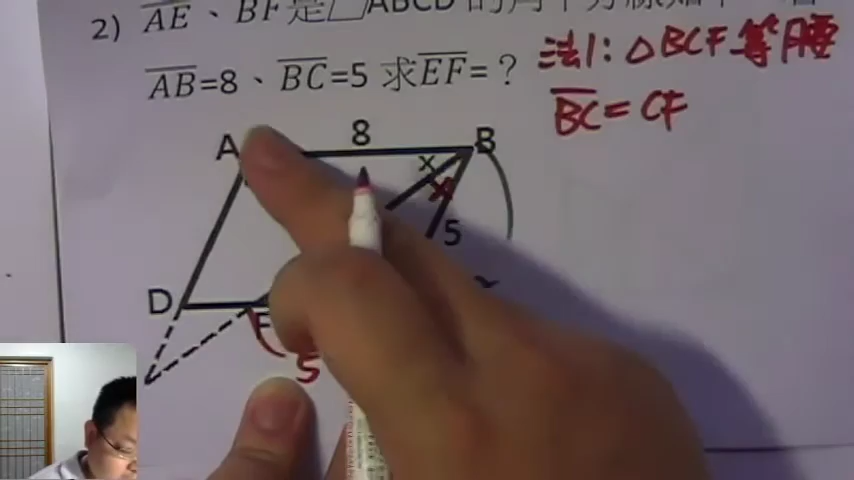 2) AE、BF是▱ABCD的
AB=8、BC=5 求EF=？
法1：△BCF等腰
BC = CF
A
8
B
x
x
5
D
F
5